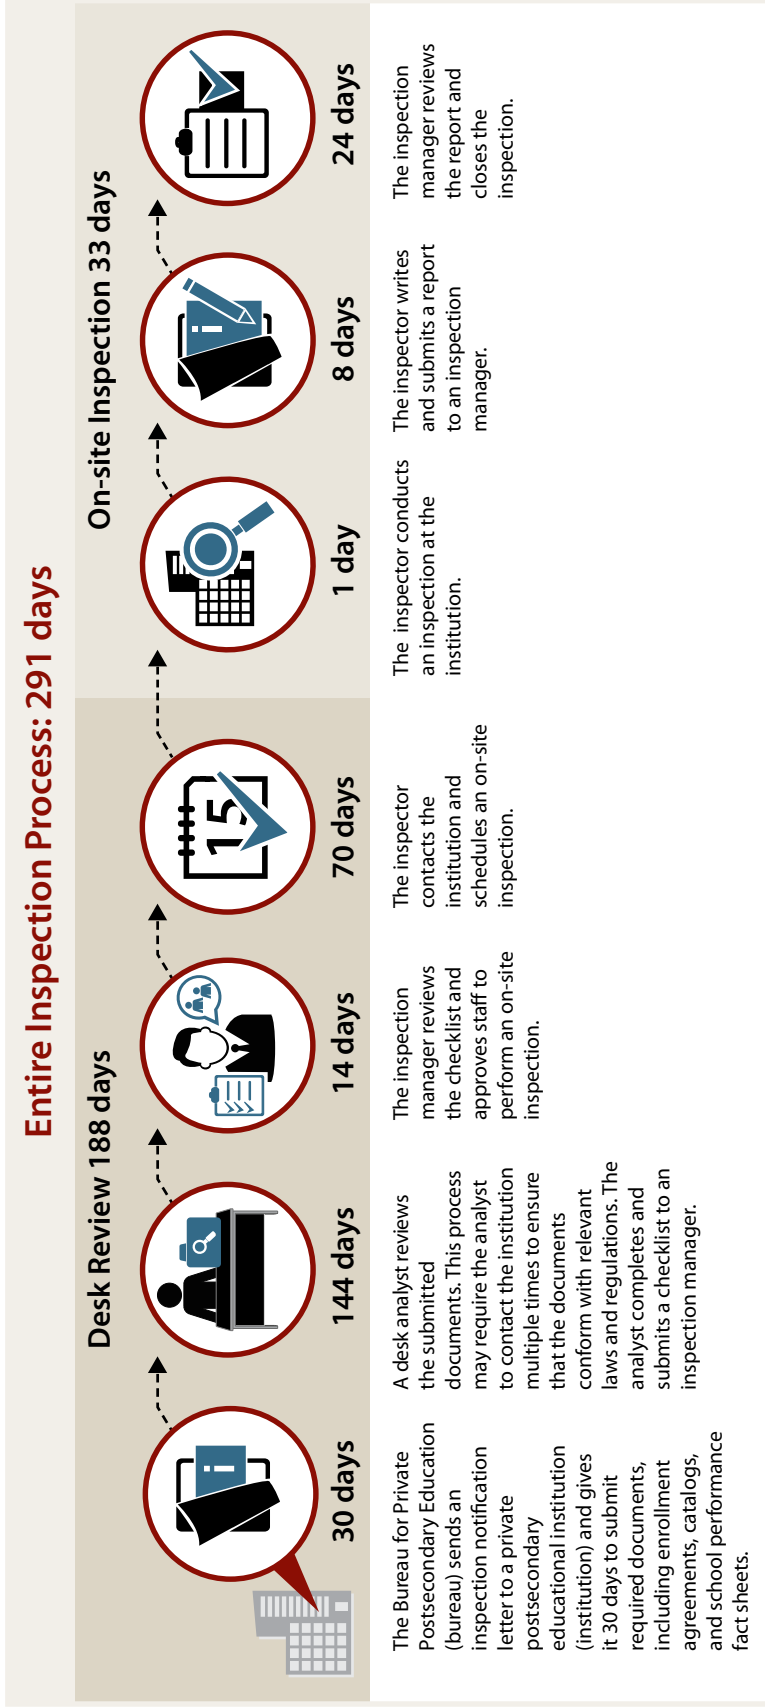 Entire Inspection Process: 291 days
Desk Review 188 days
On-site Inspection 33 days
15
30 days
144 days
14 days
70 days
1 day
8 days
24 days
The Bureau for Private
Postsecondary Education
(bureau) sends an
inspection notification
letter to a private
postsecondary
educational institution
(institution) and gives
it 30 days to submit
required documents,
including enrollment
agreements, catalogs,
and school performance
fact sheets.
A desk analyst reviews
the submitted
documents. This process
may require the analyst
to contact the institution
multiple times to ensure
that the documents
conform with relevant
laws and regulations. The
analyst completes and
submits a checklist to an
inspection manager.
The inspection
manager reviews
the checklist and
approves staff to
perform an on-site
inspection.
The inspector
contacts the
institution and
schedules an on-site
inspection.
The inspector conducts
an inspection at the
institution.
The inspector writes
and submits a report
to an inspection
manager.
The inspection
manager reviews
the report and
closes the
inspection.